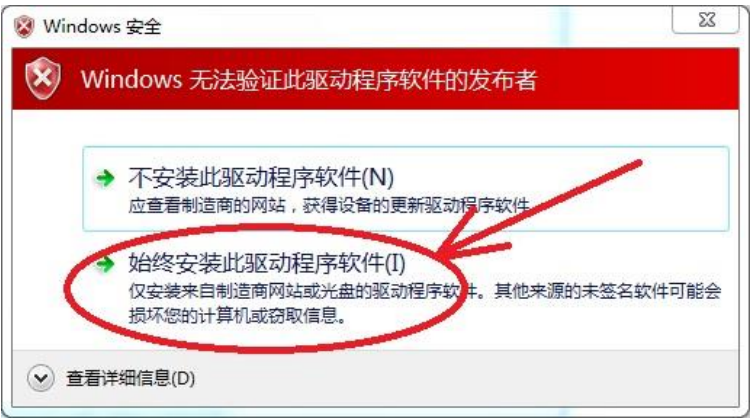 Windows 安全
Windows 无法验证此驱动程序软件的发布者
不安装此驱动程序软件(N)
应查看制造商的网站，获得设备的更新驱动程序软件。
始终安装此驱动程序软件(I)
仅安装来自制造商网站或光盘的驱动程序软件。其他来源的未签名软件可能会
损坏您的计算机或窃取信息。
查看详细信息(D)